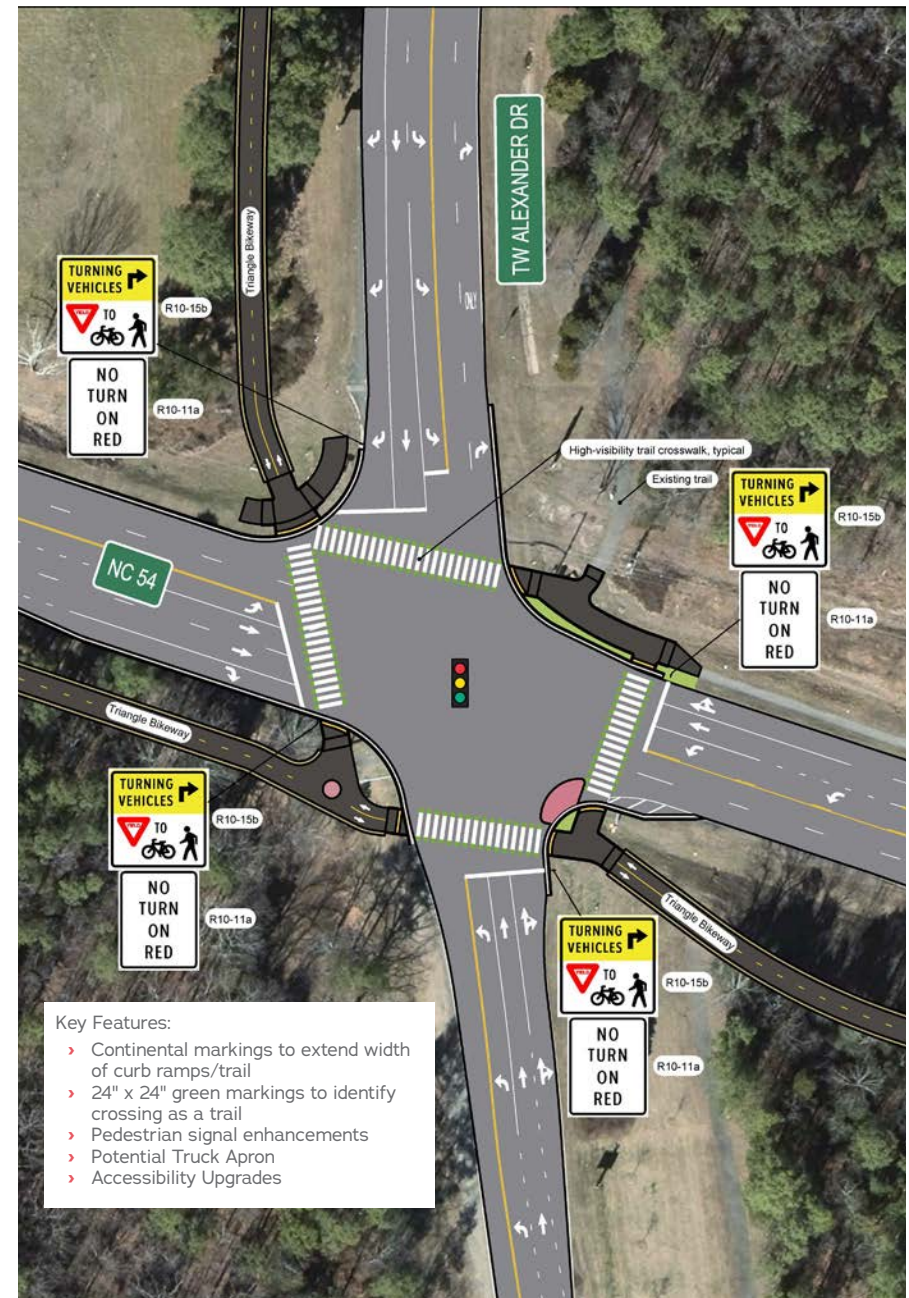 TW ALEXANDER DR
Triangle Bikeway
TURNING
VEHICLES
YIELD
TO
R10-15b
NO
TURN
ON
RED
R10-11a
ONLY
High-visibility trail crosswalk, typical
Existing trail
TURNING
VEHICLES
YIELD
TO
R10-15b
NO
TURN
ON
RED
R10-11a
NC 54
Triangle Bikeway
TURNING
VEHICLES
YIELD
TO
R10-15b
NO
TURN
ON
RED
R10-11a
Triangle Bikeway
TURNING
VEHICLES
YIELD
TO
R10-15b
NO
TURN
ON
RED
R10-11a
Key Features:
› Continental markings to extend width
of curb ramps/trail
› 24" x 24" green markings to identify
crossing as a trail
› Pedestrian signal enhancements
› Potential Truck Apron
› Accessibility Upgrades